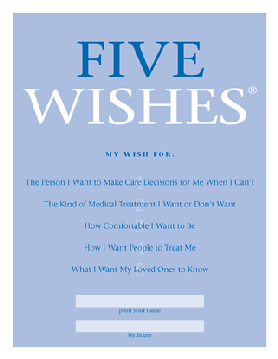 FIVE
WISHES®
MY WISH FOR:
The Person I Want to Make Care Decisions for Me When I Can't
The Kind of Medical Treatment I Want or Don't Want
How Comfortable I Want to Be
How I Want People to Treat Me
What I Want My Loved Ones to Know
print your name
birthdate